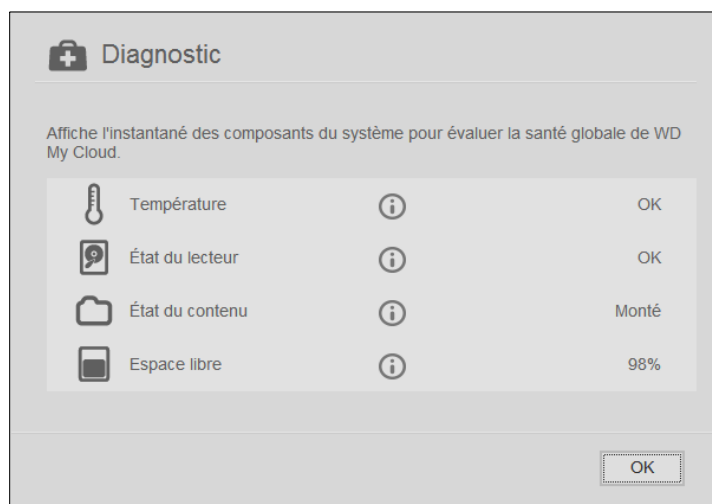 Diagnostic
Affiche l'instantané des composants du système pour évaluer la santé globale de WD
My Cloud.
Température OK
État du lecteur OK
État du contenu Monté
Espace libre 98%
OK